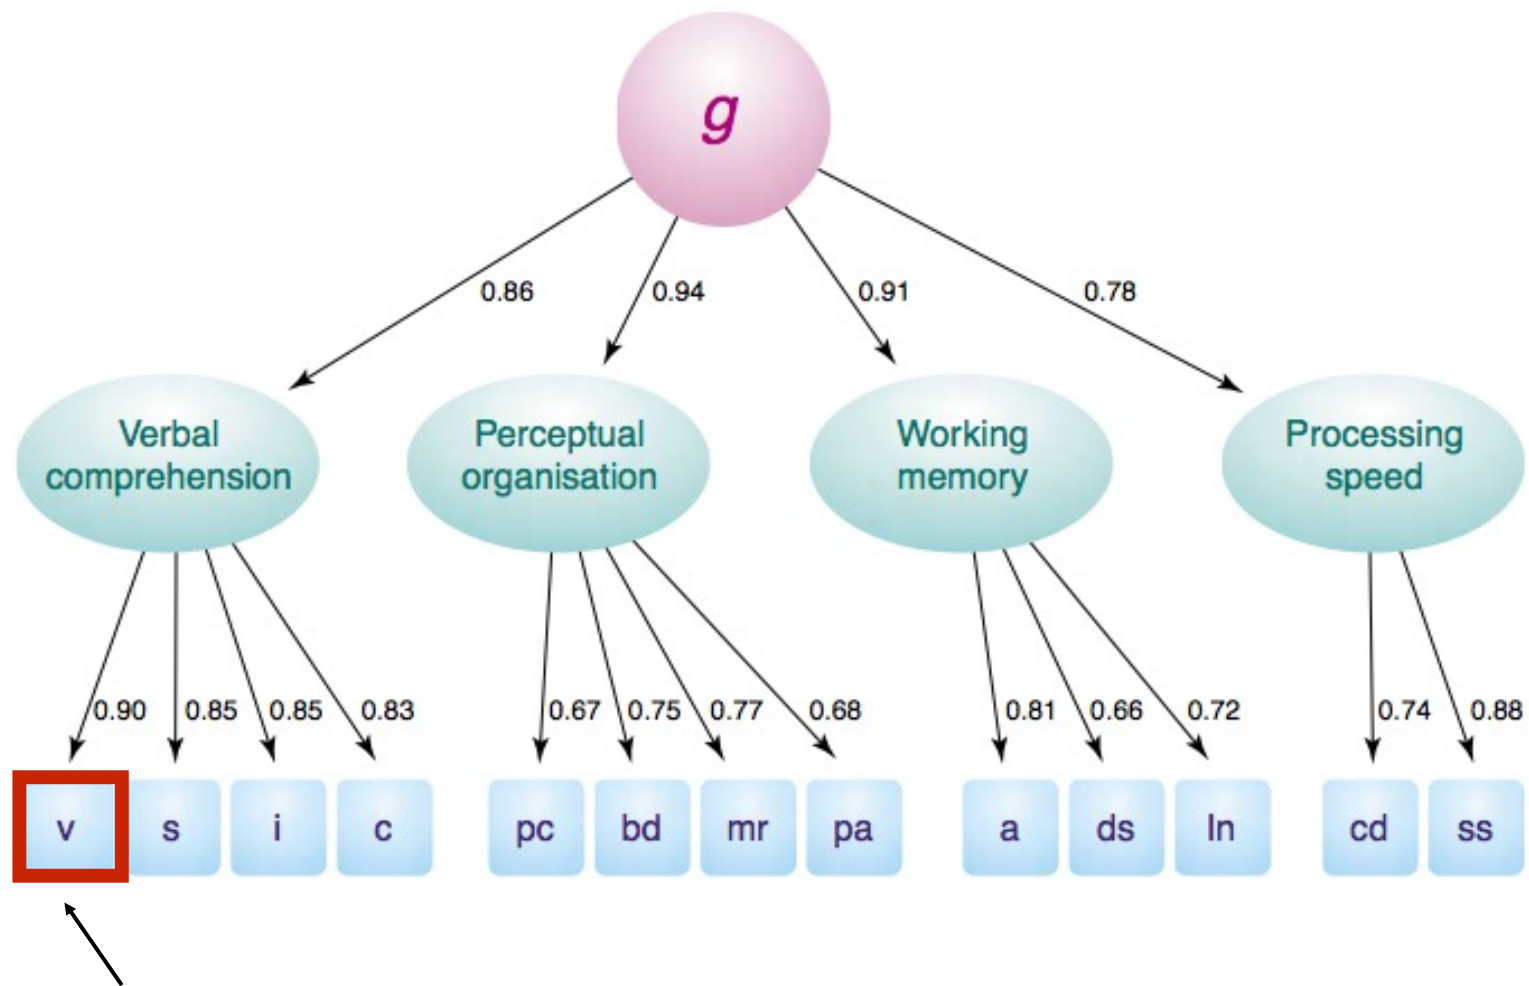 g
0.86
0.94
0.91
0.78
Verbal
comprehension
Perceptual
organisation
Working
memory
Processing
speed
0.90
0.85
0.85
0.83
0.67
0.75
0.77
0.68
0.81
0.66
0.72
0.74
0.88
v
s
i
c
pc
bd
mr
pa
a
ds
ln
cd
ss